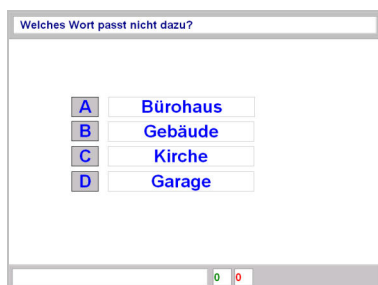 Welches Wort passt nicht dazu?
A Bürohaus
B Gebäude
C Kirche
D Garage
0 0